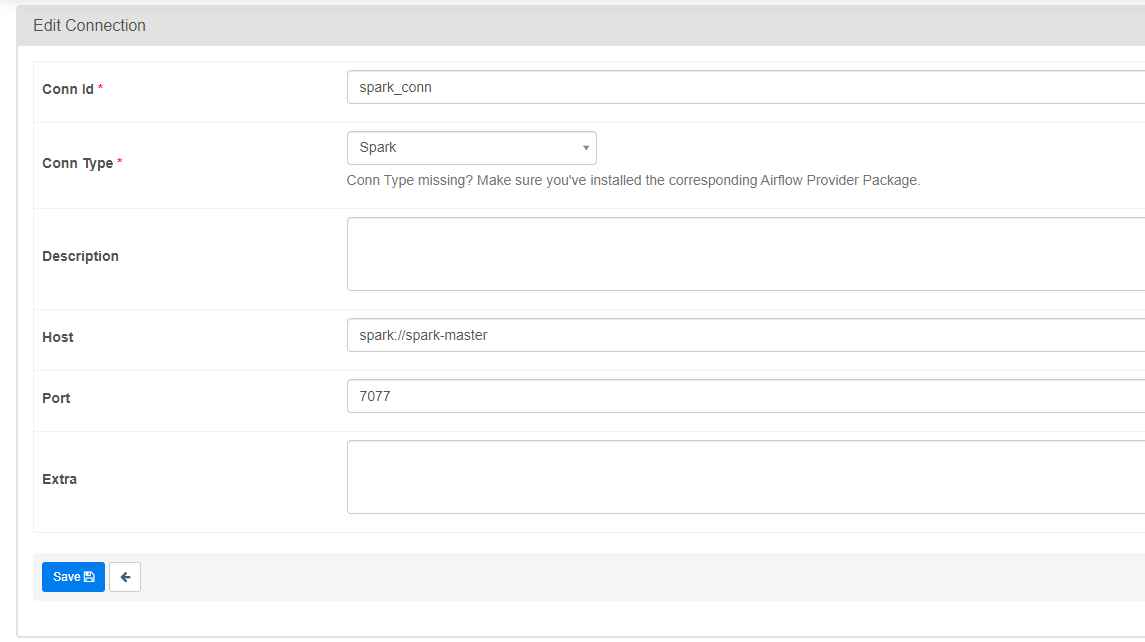 Edit Connection
Conn Id *
spark_conn
Conn Type *
Spark
Conn Type missing? Make sure you've installed the corresponding Airflow Provider Package.
Description
Host
spark://spark-master
Port
7077
Extra
Save